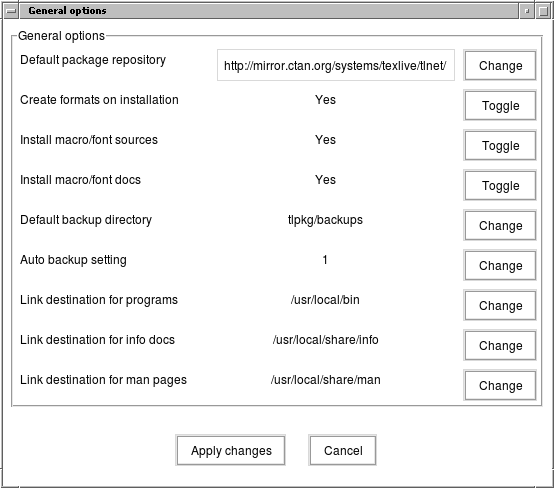 General options
General options
Default package repository http://mirror.ctan.org/systems/texlive/tlnet/ Change
Create formats on installation Yes Toggle
Install macro/font sources Yes Toggle
Install macro/font docs Yes Toggle
Default backup directory tlpkg/backups Change
Auto backup setting 1 Change
Link destination for programs /usr/local/bin Change
Link destination for info docs /usr/local/share/info Change
Link destination for man pages /usr/local/share/man Change
Apply changes Cancel